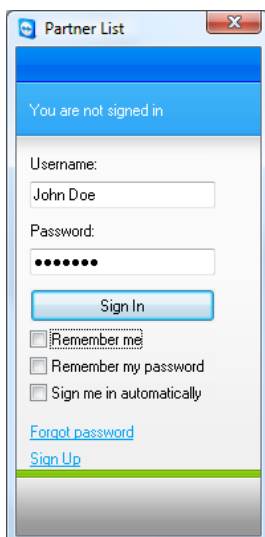 Partner List
You are not signed in
Username:
John Doe
Password:
•••••••
Sign In
Remember me
Remember my password
Sign me in automatically
Forgot password
Sign Up